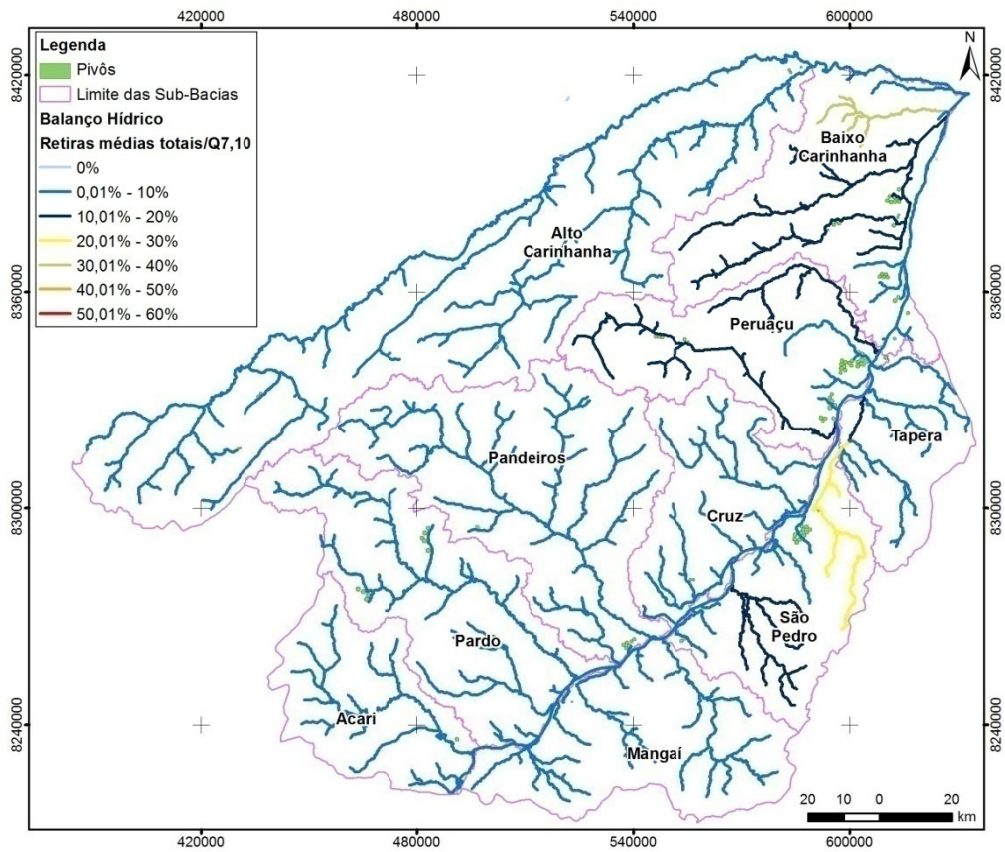 420000 480000 540000 600000
Legenda
Pivôs
Limite das Sub-Bacias
Balanço Hídrico
Retiras médias totais/Q7,10
0%
0,01% - 10%
10,01% - 20%
20,01% - 30%
30,01% - 40%
40,01% - 50%
50,01% - 60%
N
8420000 8420000
Baixo
Carinhanha
Alto
Carinhanha
8360000 8360000
Peruaçu
Tapera
Pandeiros
8300000 8300000
Cruz
São
Pedro
Pardo
Acari
8240000 8240000
Mangaí
20 10 0 20
km
420000 480000 540000 600000